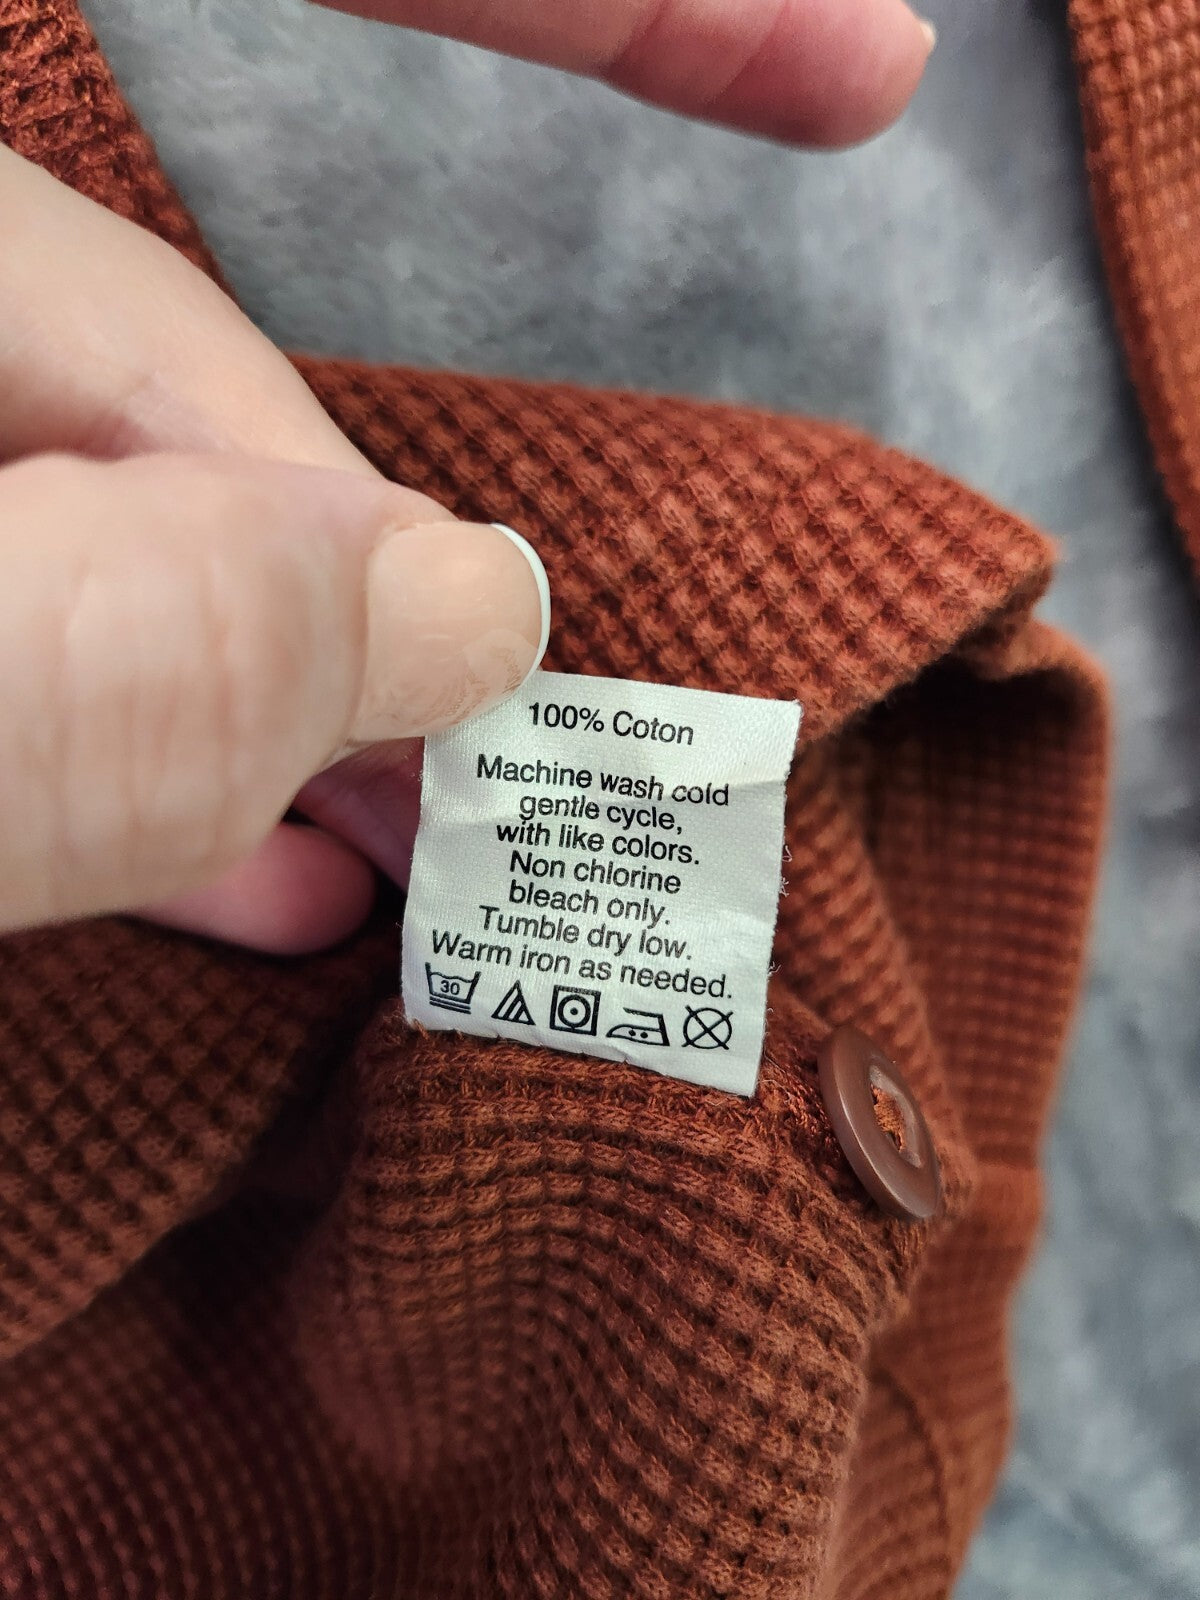 100% Coton
Machine wash cold
gentle cycle,
with like colors.
Non chlorine
bleach only.
Tumble dry low.
Warm iron as needed.
30